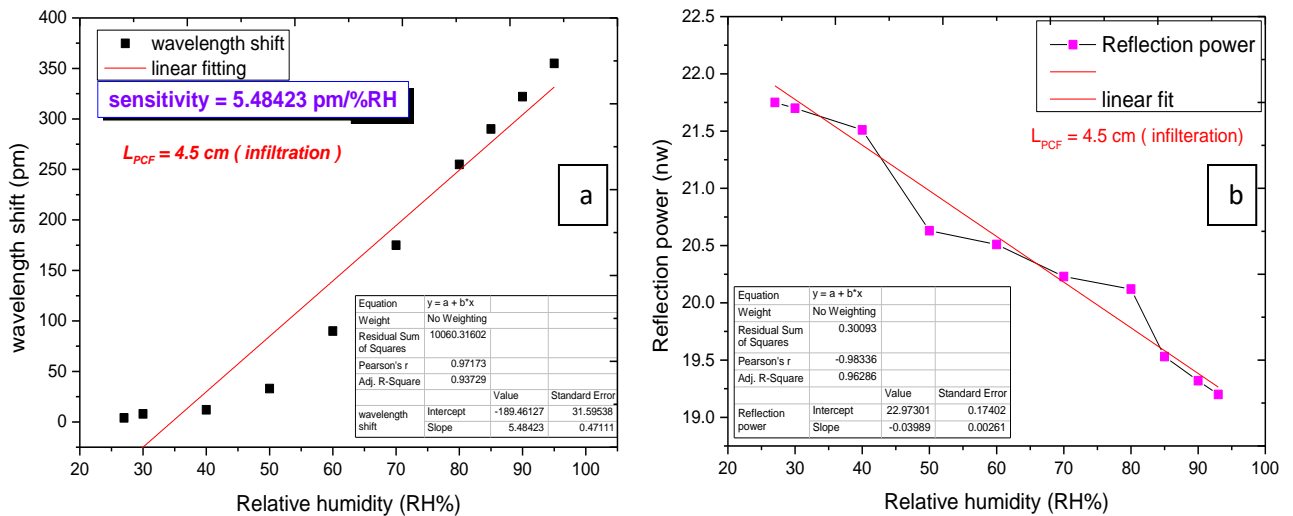 400
350
300
250
200
150
100
50
0
wavelength shift (pm)
wavelength shift
linear fitting
sensitivity = 5.48423 pm/%RH
L_PCF = 4.5 cm ( infiltration )
a
Equation y = a + b*x
Weight No Weighting
Residual Sum of Squares 10060.31602
Pearson's r 0.97173
Adj. R-Square 0.93729
Value Standard Error
wavelength shift Intercept -189.46127 31.59538
Slope 5.48423 0.47111
20 30 40 50 60 70 80 90 100
Relative humidity (RH%)
22.5
22.0
21.5
21.0
20.5
20.0
19.5
19.0
Reflection power (nw)
Reflection power
linear fit
L_PCF = 4.5 cm ( infilteration)
b
Equation y = a + b*x
Weight No Weighting
Residual Sum of Squares 0.30093
Pearson's r -0.98336
Adj. R-Square 0.96286
Value Standard Error
Reflection power Intercept 22.97301 0.17402
Slope -0.03989 0.00261
20 30 40 50 60 70 80 90 100
Relative humidity (RH%)